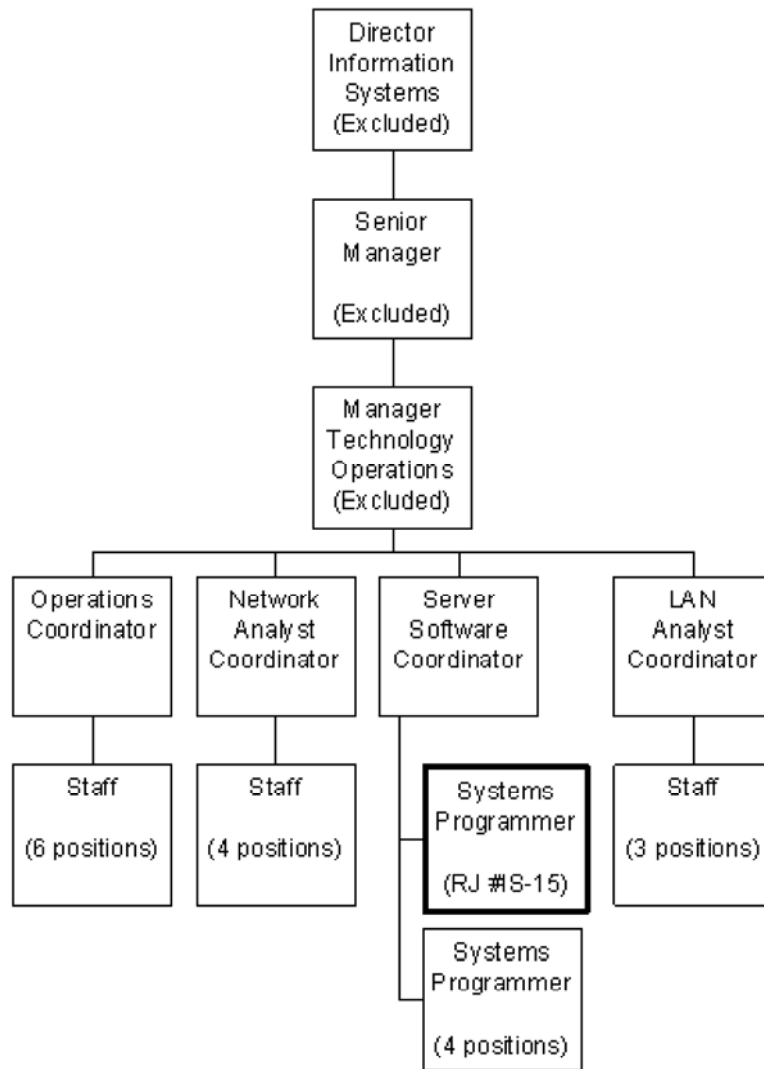 Director
Information
Systems
(Excluded)
Senior
Manager
(Excluded)
Manager
Technology
Operations
(Excluded)
Operations
Coordinator
Network
Analyst
Coordinator
Server
Software
Coordinator
LAN
Analyst
Coordinator
Staff
(6 positions)
Staff
(4 positions)
Systems
Programmer
(RJ #IS-15)
Staff
(3 positions)
Systems
Programmer
(4 positions)